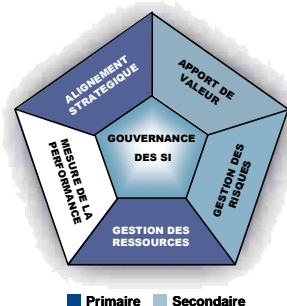 ALIGNEMENT
STRATEGIQUE
APPORT DE
VALEUR
GOUVERNANCE
DES SI
MESURE DE LA
PERFORMANCE
GESTION DES
RISQUES
GESTION DES
RESSOURCES
Primaire Secondaire